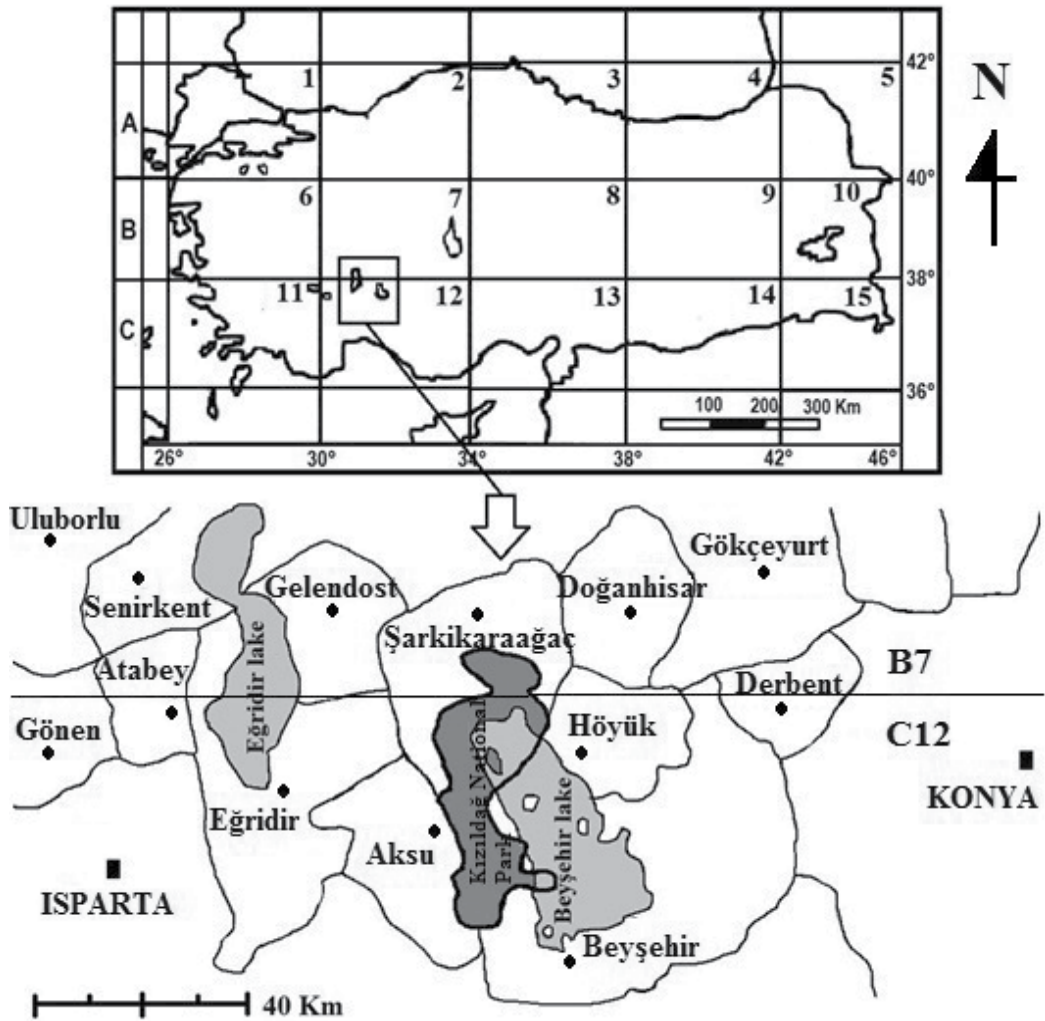 1 2 3 4 5 42°
N
A
6 7 8 9 10 40°
B
11 12 13 14 15 38°
C
36°
100 200 300 Km
26° 30° 34° 38° 42° 46°
Uluborlu
Gökçeyurt
Gelendost
Doğanhisar
Senirkent
Şarkikaraağaç
Atabey
B7
Derbent
Eğridir lake
Gönen
Höyük
C12
Kızıldağ National
Park
Beyşehir lake
KONYA
Eğridir
Aksu
ISPARTA
Beyşehir
40 Km